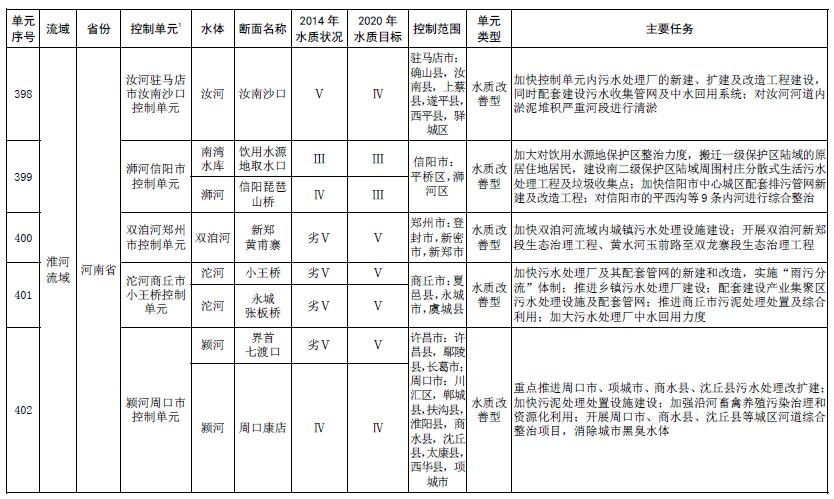 单元
序号
流域
省份
控制单元1
水体
断面名称
2014 年
水质状况
2020 年
水质目标
控制范围
单元
类型
主要任务
淮河
流域
河南省
398
汝河驻马店
市汝南沙口
控制单元
汝河
汝南沙口
Ⅴ
Ⅳ
驻马店市:
确山县，汝
南县，上蔡
县，遂平县，
西平县，驿
城区
水质改
善型
加快控制单元内污水处理厂的新建、扩建及改造工程建设，
同时配套建设污水收集管网及中水回用系统；对汝河河道内
淤泥堆积严重河段进行清淤
399
浉河信阳市
控制单元
南湾
水库
饮用水源
地取水口
Ⅲ
Ⅲ
浉河
信阳琵琶
山桥
Ⅳ
Ⅲ
信阳市：
平桥区，浉
河区
水质改
善型
加大对饮用水源地保护区整治力度，搬迁一级保护区陆域的原
居住地居民，建设南二级保护区陆域周围村庄分散式生活污
水处理工程及垃圾收集点；加快信阳市中心城区配套排污管网新
建及改造工程；对信阳市的平西沟等 9 条内河进行综合整治
400
双洎河郑州
市控制单元
双洎河
新郑
黄甫寨
劣Ⅴ
Ⅴ
郑州市：登
封市，新密
市，新郑市
水质改
善型
加快双洎河流域内城镇污水处理设施建设；开展双洎河新郑
段生态治理工程、黄水河玉前路至双龙寨段生态治理工程
401
沱河商丘市
小王桥控制
单元
沱河
小王桥
劣Ⅴ
Ⅴ
沱河
永城
张板桥
劣Ⅴ
Ⅴ
商丘市：夏
邑县，永城
市，虞城县
水质改
善型
加快污水处理厂及其配套管网的新建和改造，实施“雨污分
流”体制；推进乡镇污水处理厂建设；配套建设产业集聚区
污水处理设施及配套管网；推进商丘市污泥处理处置及综合
利用；加大污水处理厂中水回用力度
402
颍河周口市
控制单元
颍河
界首
七渡口
劣Ⅴ
Ⅴ
颍河
周口康店
Ⅳ
Ⅳ
许昌市：许
昌县，鄢陵
县，长葛市；
周口市：川
汇区，郸城
县，扶沟县，
淮阳县，商
水县，沈丘
县，太康县，
西华县，项
城市
水质改
善型
重点推进周口市、项城市、商水县、沈丘县污水处理改扩建；
加快污泥处理处置设施建设；加强沿河畜禽养殖污染治理和
资源化利用；开展周口市、商水县、沈丘县等城区河道综合
整治项目，消除城市黑臭水体